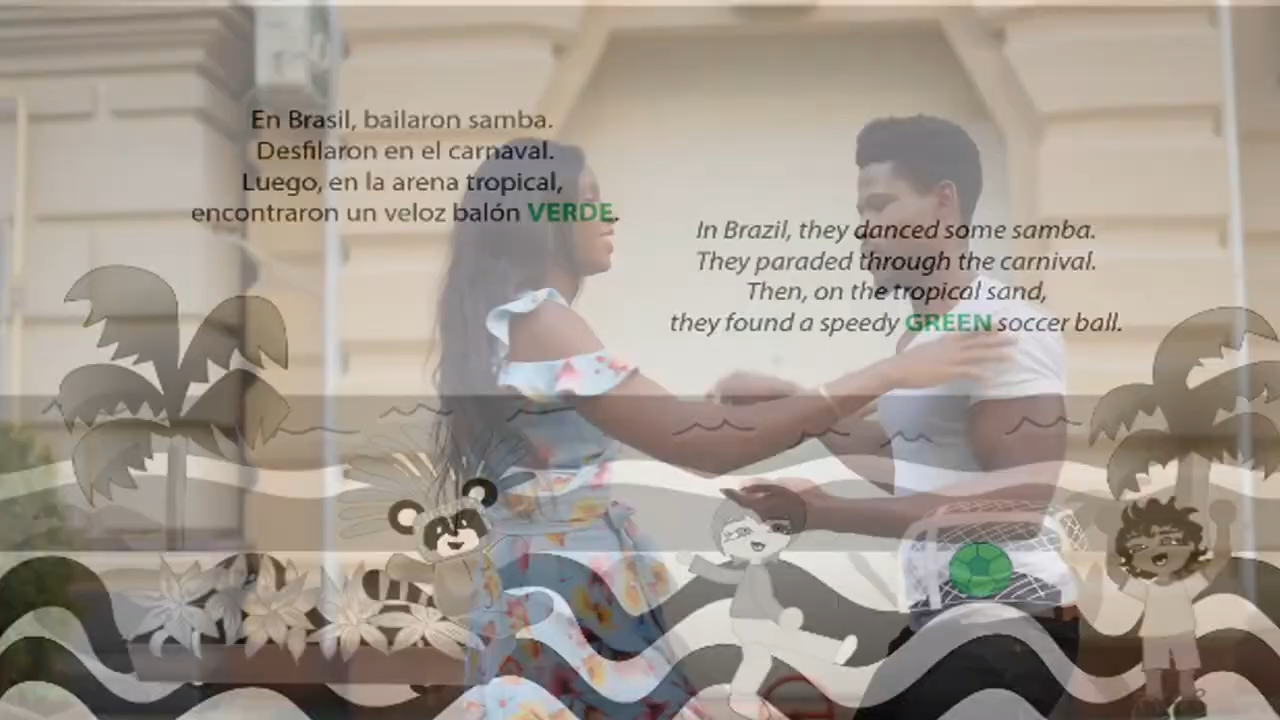 En Brasil, bailaron samba.
Desfilaron en el carnaval.
Luego, en la arena tropical,
encontraron un veloz balón VERDE.
In Brazil, they danced some samba.
They paraded through the carnival.
Then, on the tropical sand,
they found a speedy GREEN soccer ball.